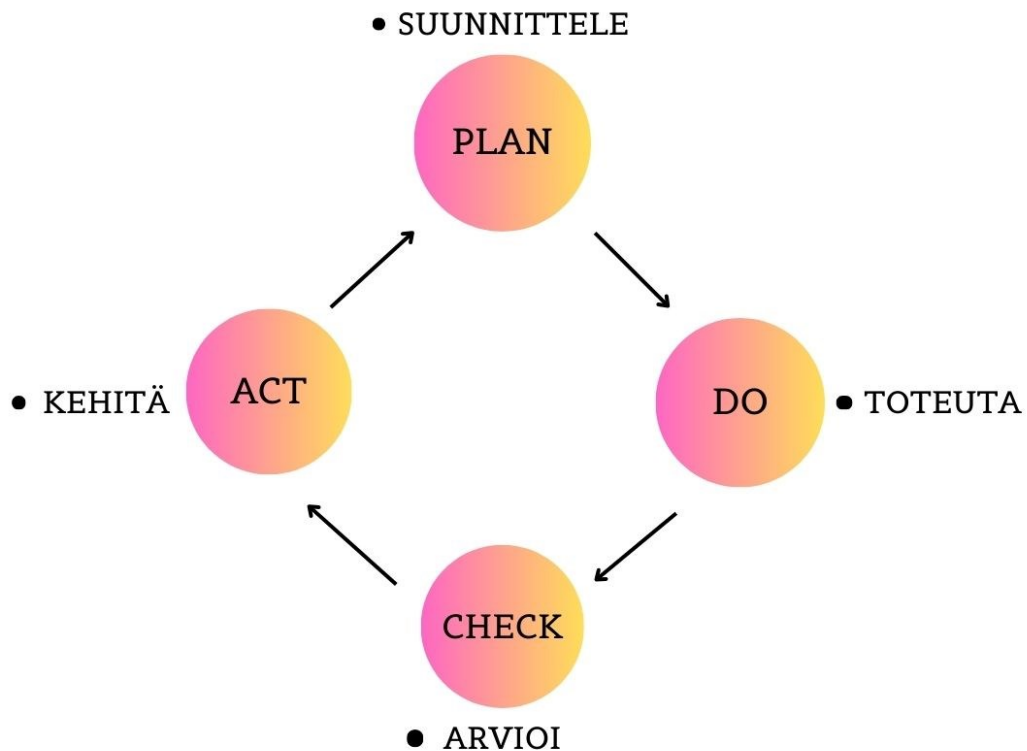 • SUUNNITTELE
PLAN
ACT
• KEHITÄ
DO
• TOTEUTA
CHECK
• ARVIOI